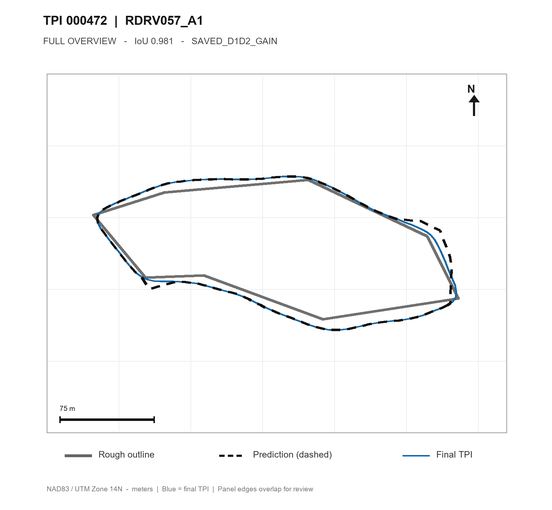 TPI 000472 | RDRV057_A1
FULL OVERVIEW - IoU 0.981 - SAVED_D1D2_GAIN
N
75 m
Rough outline
Prediction (dashed)
Final TPI
NAD83 / UTM Zone 14N - meters | Blue = final TPI | Panel edges overlap for review